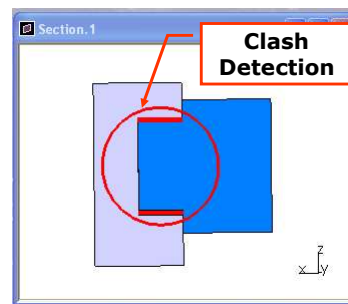 Section.1
Clash
Detection
z
x
y